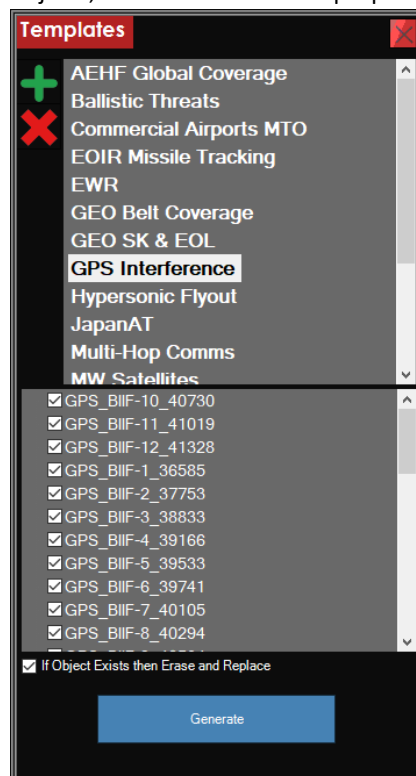 Templates
AEHF Global Coverage
Ballistic Threats
Commercial Airports MTO
EOIR Missile Tracking
EWR
GEO Belt Coverage
GEO SK & EOL
GPS Interference
Hypersonic Flyout
JapanAT
Multi-Hop Comms
MW Satellites
GPS_BIIF-10_40730
GPS_BIIF-11_41019
GPS_BIIF-12_41328
GPS_BIIF-1_36585
GPS_BIIF-2_37753
GPS_BIIF-3_38833
GPS_BIIF-4_39166
GPS_BIIF-5_39533
GPS_BIIF-6_39741
GPS_BIIF-7_40105
GPS_BIIF-8_40294
If Object Exists then Erase and Replace
Generate